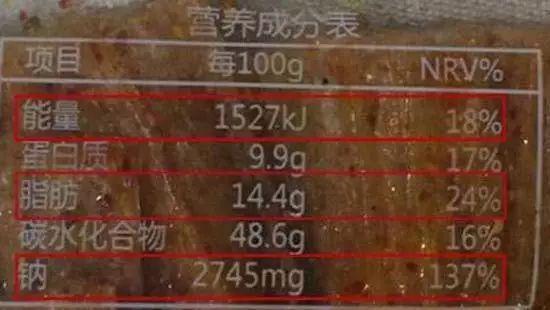 营养成分表
项目 每100g NRV%
能量 1527kJ 18%
蛋白质 9.9g 17%
脂肪 14.4g 24%
碳水化合物 48.6g 16%
钠 2745mg 137%